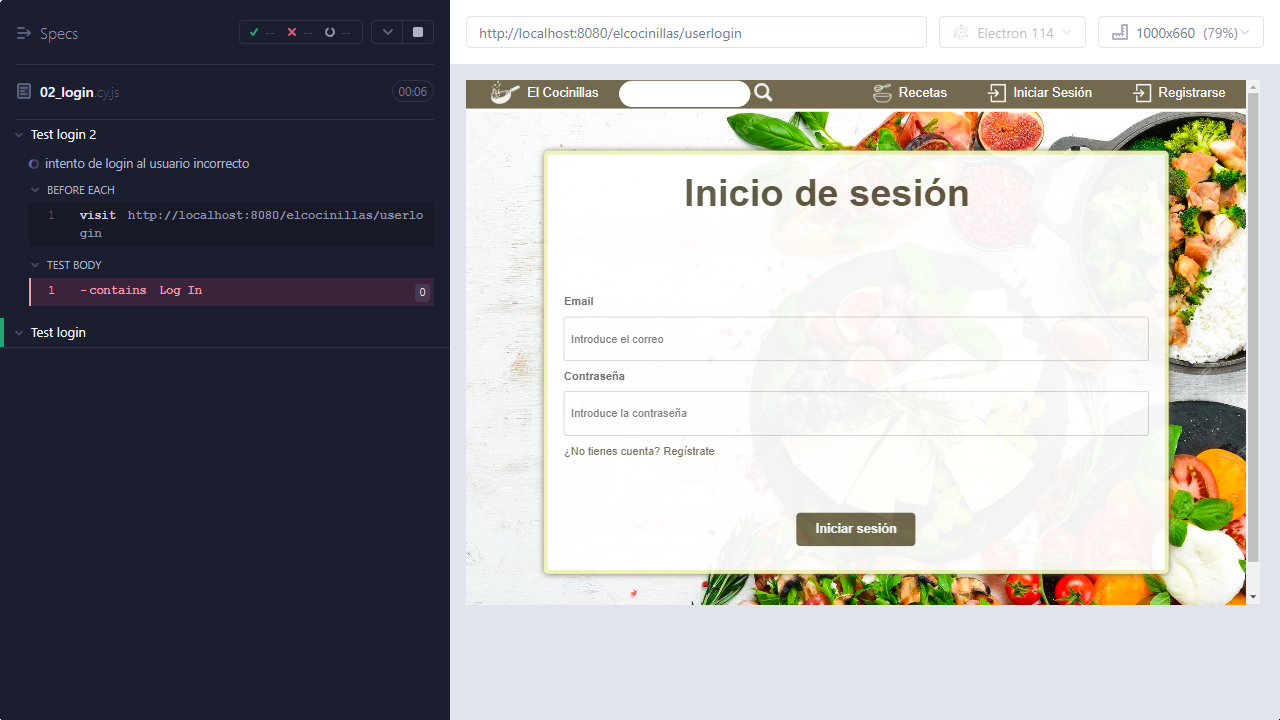 Specs
-- -- --
02_login.cy.js 00:06
Test login 2
intento de login al usuario incorrecto
BEFORE EACH
1 visit http://localhost:8080/elcocinillas/userlo
gin
TEST BODY
1 -contains Log In 0
Test login
http://localhost:8080/elcocinillas/userlogin
Electron 114
1000x660 (79%)
El Cocinillas
Recetas
Iniciar Sesión
Registrarse
Inicio de sesión
Email
Introduce el correo
Contraseña
Introduce la contraseña
¿No tienes cuenta? Regístrate
Iniciar sesión